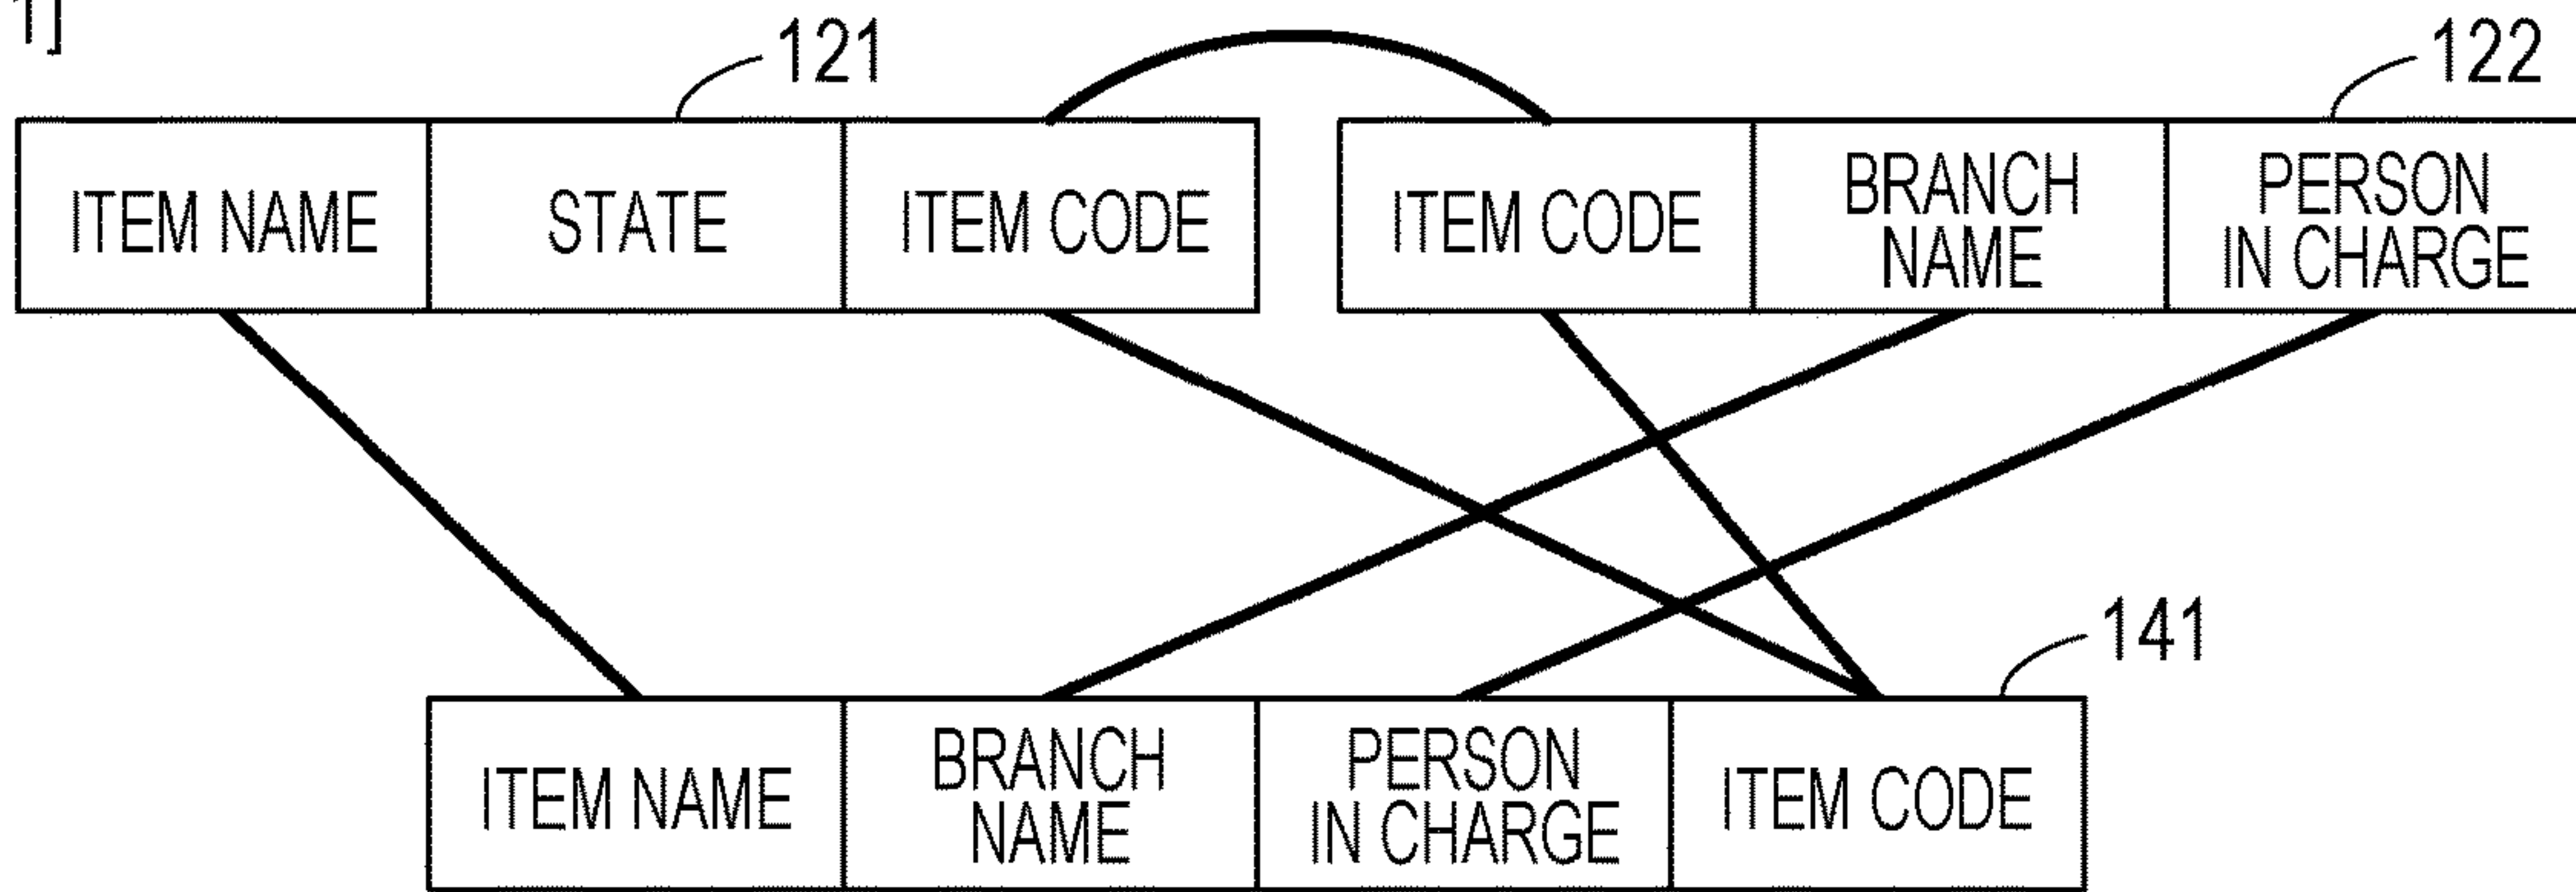 1]
121
122
ITEM NAME
STATE
ITEM CODE
ITEM CODE
BRANCH
NAME
PERSON
IN CHARGE
141
ITEM NAME
BRANCH
NAME
PERSON
IN CHARGE
ITEM CODE